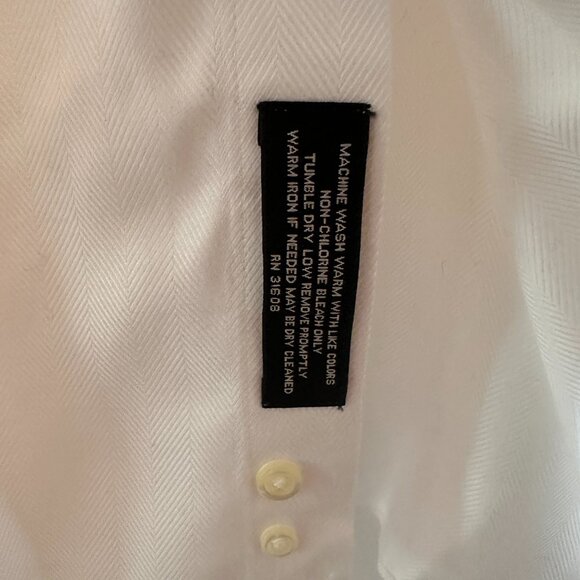 MACHINE WASH WARM WITH LIKE COLORS
NON-CHLORINE BLEACH ONLY
TUMBLE DRY LOW REMOVE PROMPTLY
WARM IRON IF NEEDED MAY BE DRY CLEANED
RN 31608